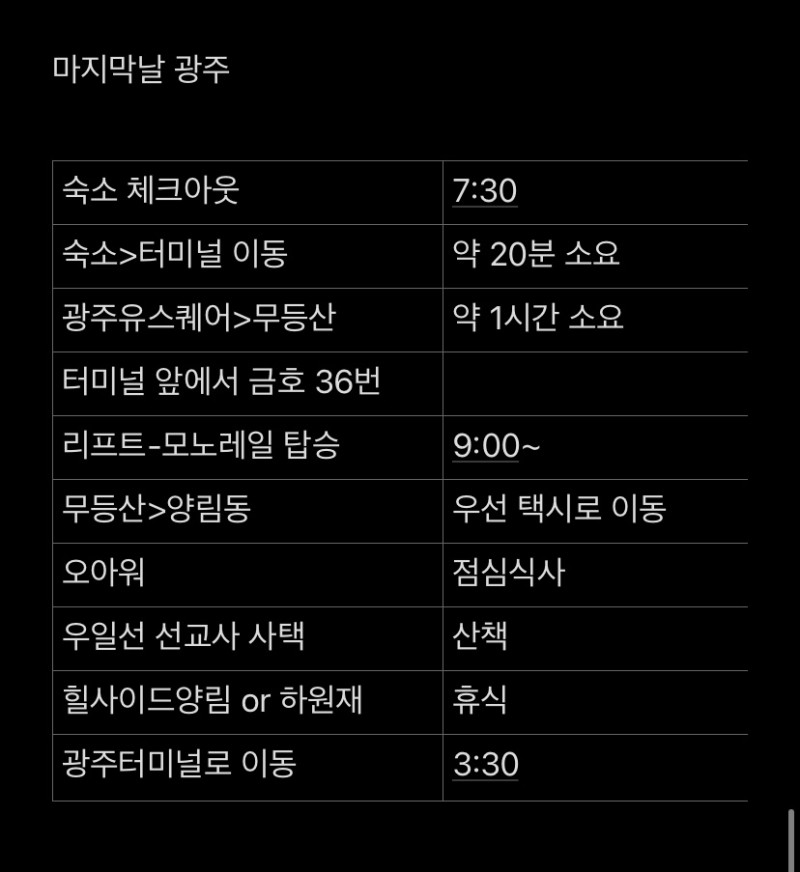 마지막날 광주
숙소 체크아웃 7:30
숙소>터미널 이동 약 20분 소요
광주유스퀘어>무등산 약 1시간 소요
터미널 앞에서 금호 36번
리프트-모노레일 탑승 9:00~
무등산>양림동 우선 택시로 이동
오아워 점심식사
우일선 선교사 사택 산책
힐사이드양림 or 하원재 휴식
광주터미널로 이동 3:30